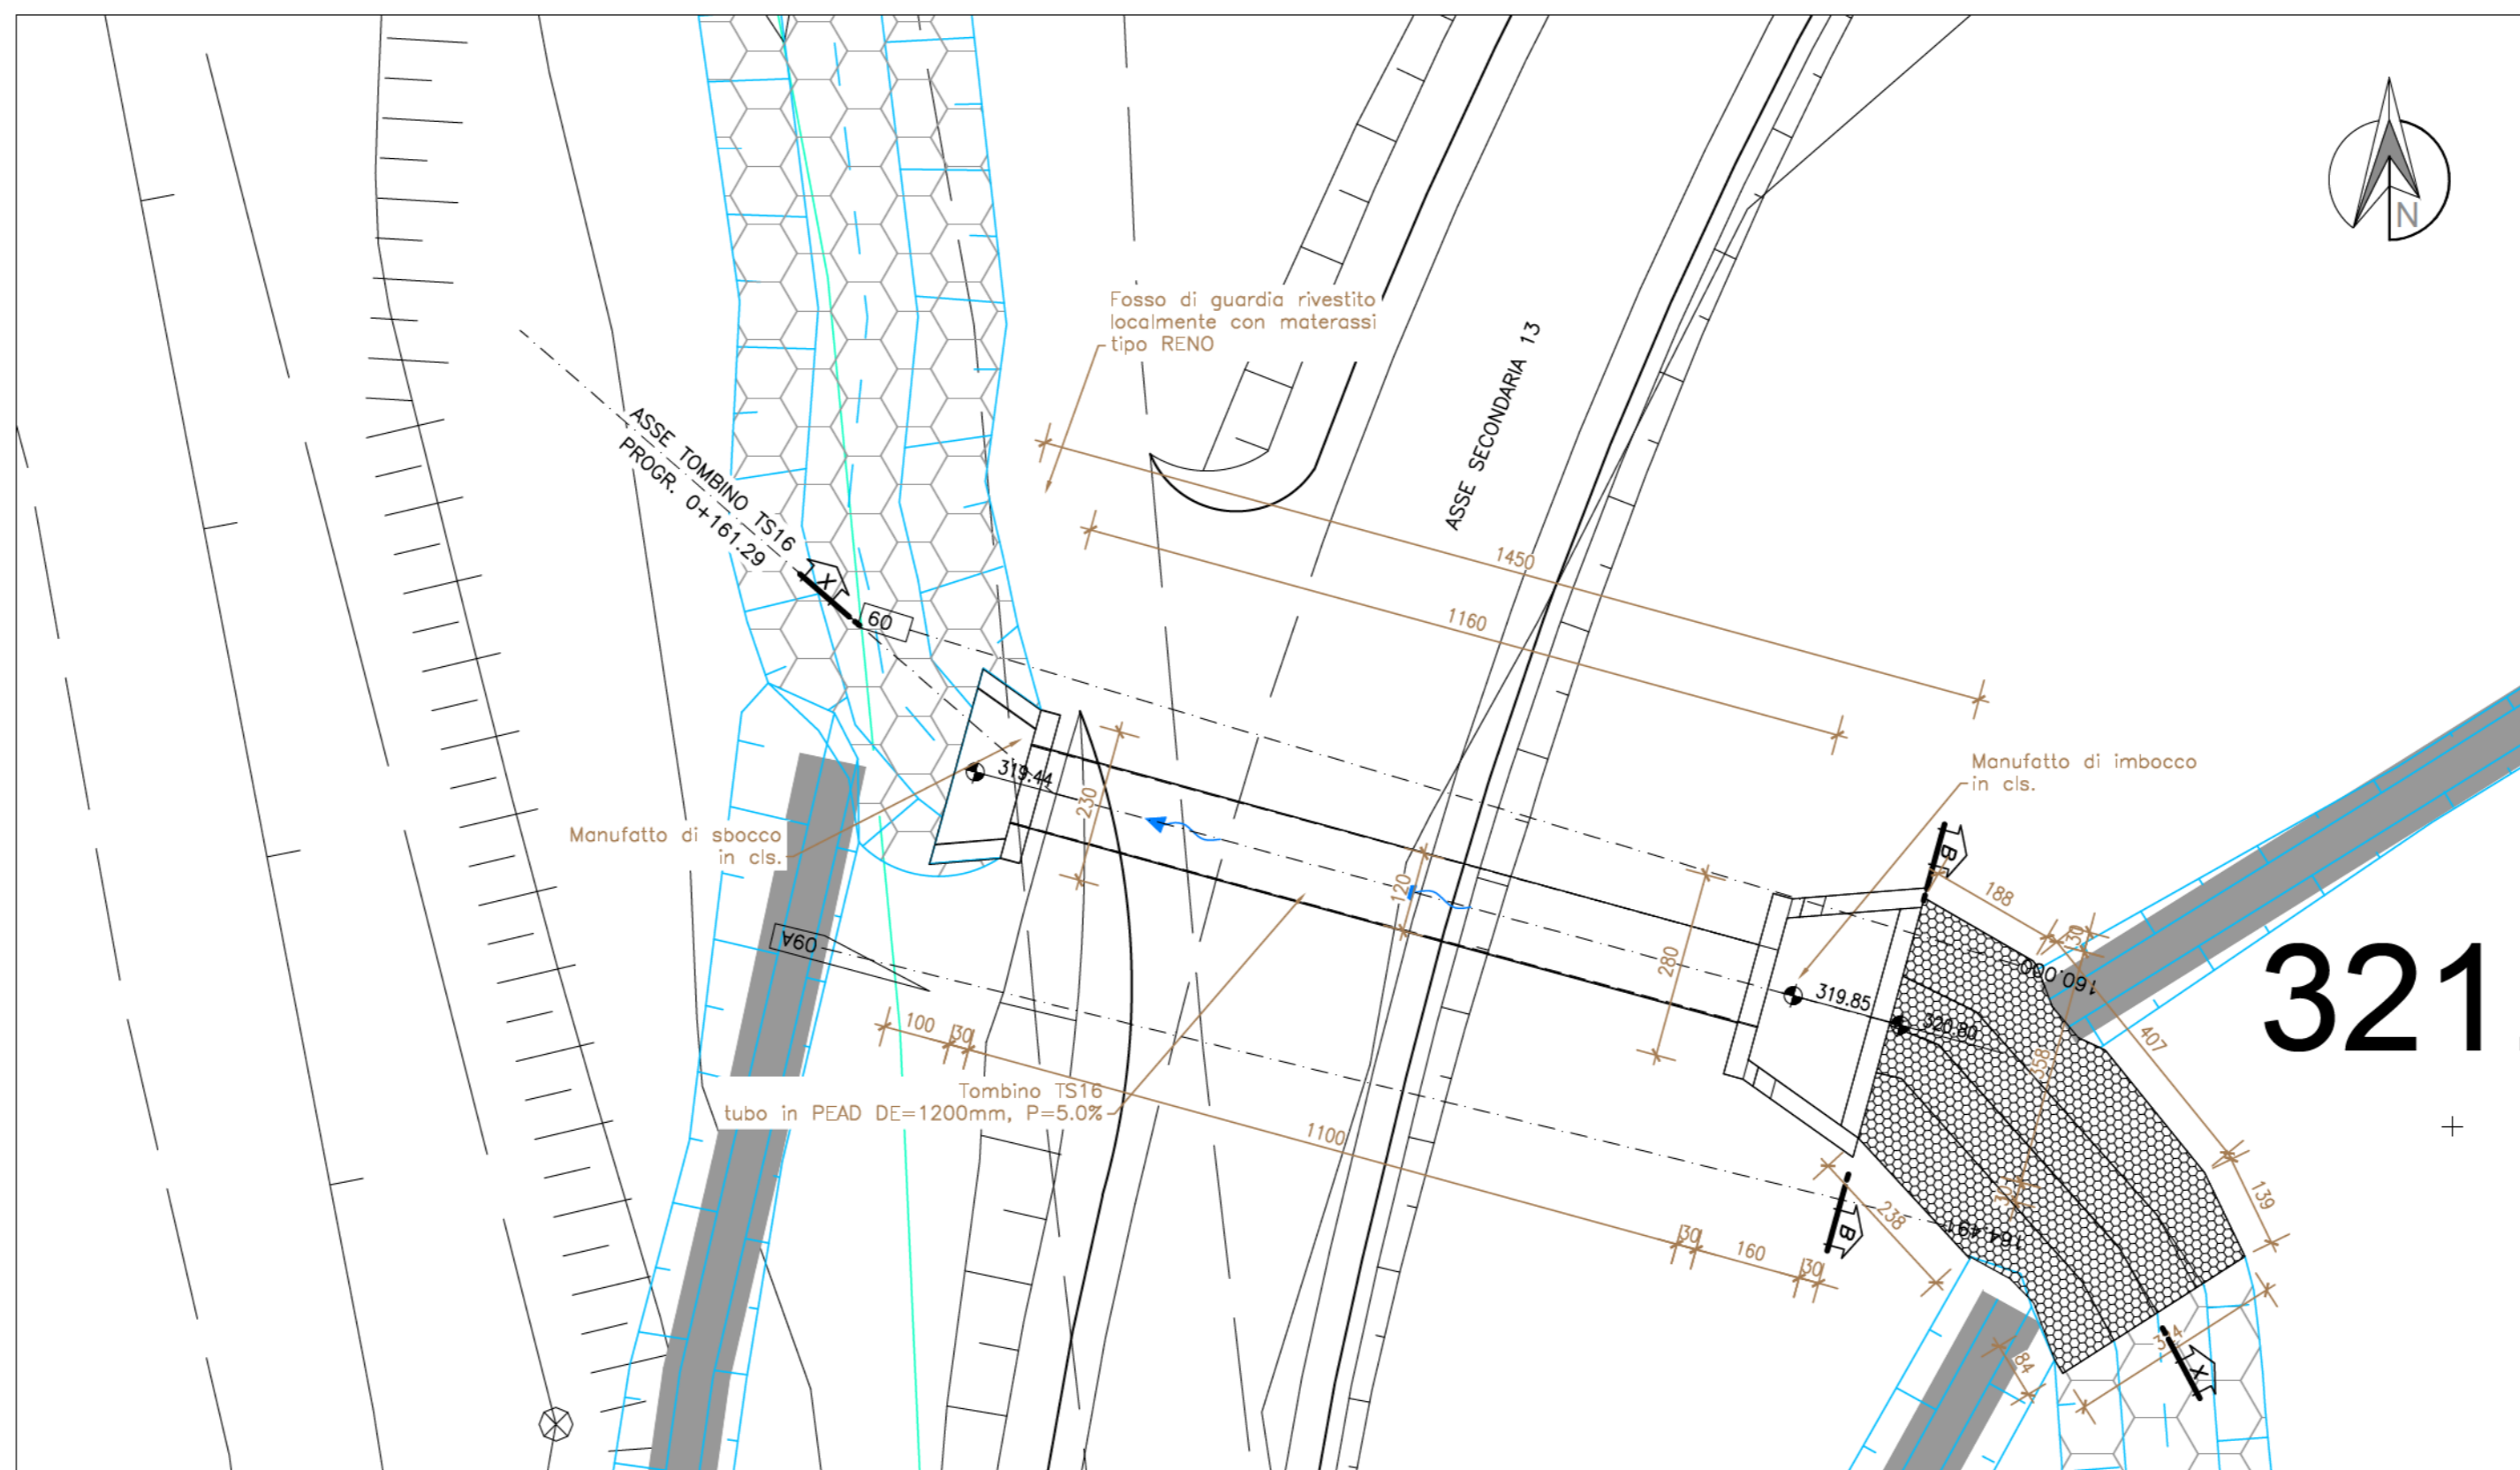 N
Fosso di guardia rivestito
localmente con materassi
tipo RENO
ASSE SECONDARIA 13
ASSE TOMBINO TS16
PROGR. 0+161.29
X
60
1450
1160
319.44
230
Manufatto di sbocco
in cls.
Manufatto di imbocco
in cls.
B
188
130
160.000
321.
120
280
319.85
320.80
407
358
09A
100
30
Tombino TS16
tubo in PEAD DE=1200mm, P=5.0%
1100
30
160
30
B
238
164.491
139
84
X